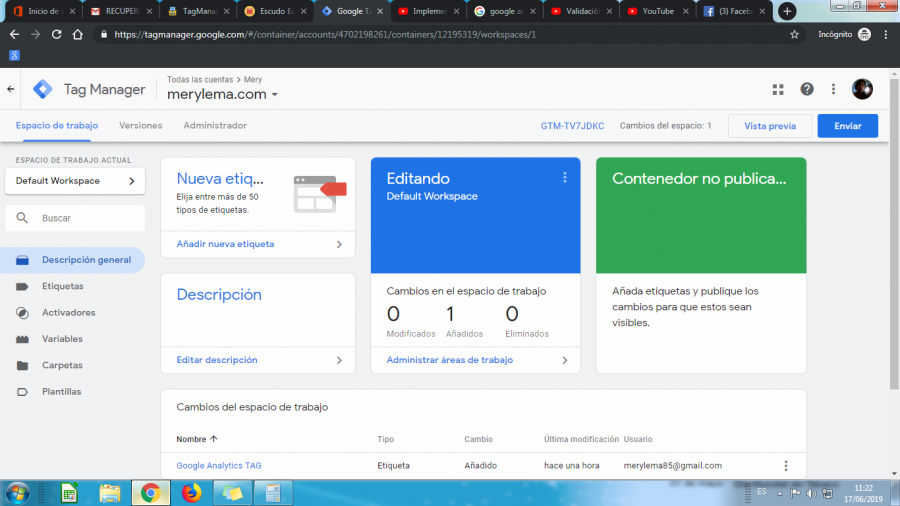 Inicio de
RECUPER
TagMana
Escudo Es
Google Ta
Implemen
google an
Validación
YouTube
(3) Facebo
https://tagmanager.google.com/#/container/accounts/4702198261/containers/12195319/workspaces/1
Incógnito
Tag Manager
Todas las cuentas > Mery
merylema.com
Espacio de trabajo
Versiones
Administrador
GTM-TV7JDKC
Cambios del espacio: 1
Vista previa
Enviar
ESPACIO DE TRABAJO ACTUAL
Default Workspace
Buscar
Descripción general
Etiquetas
Activadores
Variables
Carpetas
Plantillas
Nueva etiq...
Elija entre más de 50
tipos de etiquetas.
Añadir nueva etiqueta
Descripción
Editar descripción
Editando
Default Workspace
Cambios en el espacio de trabajo
0 1 0
Modificados Añadidos Eliminados
Administrar áreas de trabajo
Contenedor no publica...
Añada etiquetas y publique los
cambios para que estos sean
visibles.
Cambios del espacio de trabajo
Nombre Tipo Cambio Última modificación Usuario
Google Analytics TAG Etiqueta Añadido hace una hora merylema85@gmail.com
ES
11:22
17/06/2019